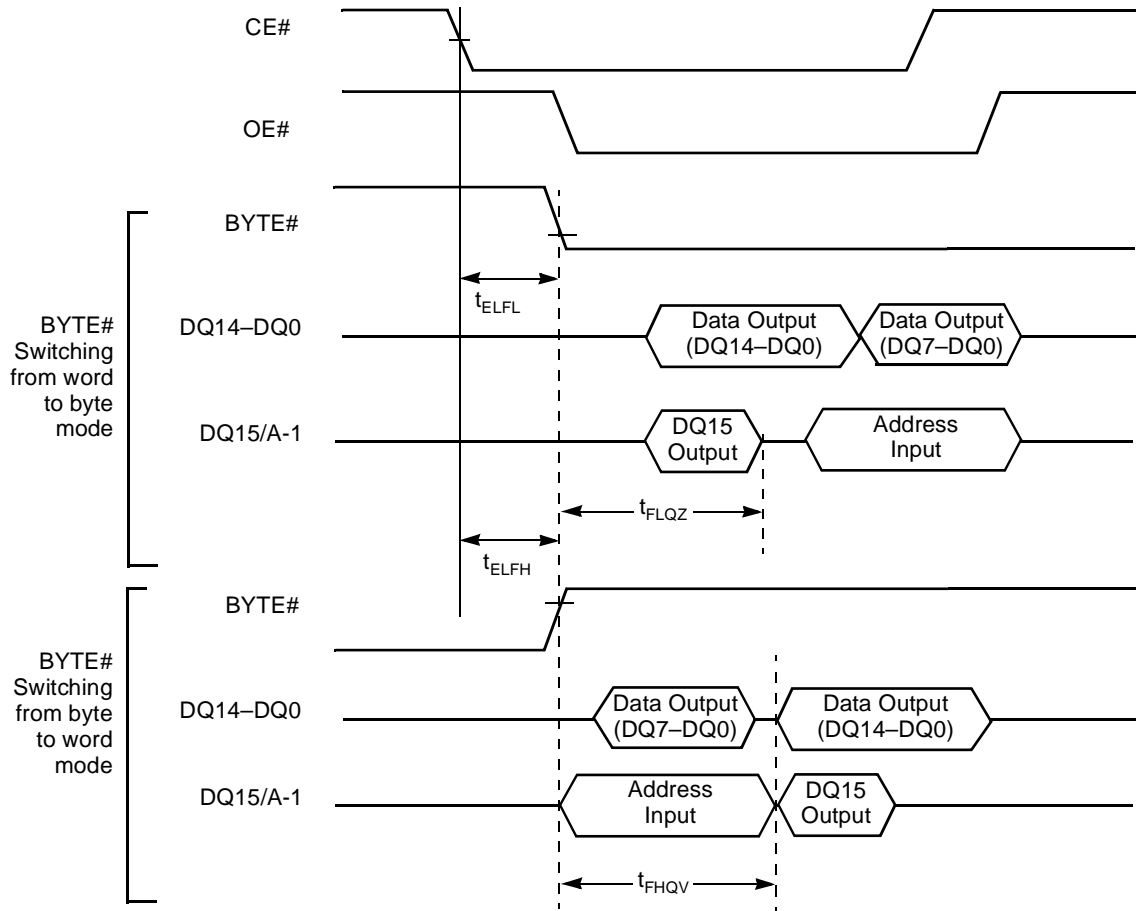 CE#
OE#
BYTE#
tELFL
BYTE#
Switching
from word
to byte
mode
DQ14–DQ0
Data Output
(DQ14–DQ0)
Data Output
(DQ7–DQ0)
DQ15/A-1
DQ15
Output
Address
Input
tFLQZ
tELFH
BYTE#
BYTE#
Switching
from byte
to word
mode
DQ14–DQ0
Data Output
(DQ7–DQ0)
Data Output
(DQ14–DQ0)
DQ15/A-1
Address
Input
DQ15
Output
tFHQV